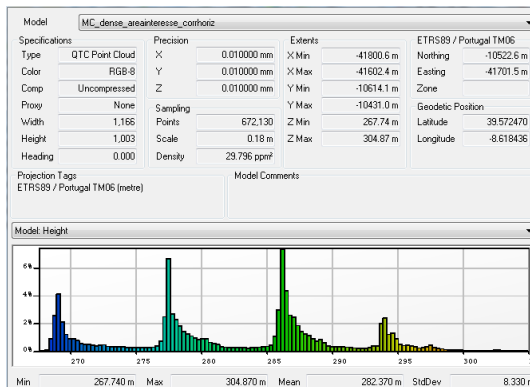 Model MC_dense_areainteresse_corrhoriz
Specifications Precision Extents ETRS89 / Portugal TM06
Type QTC Point Cloud X 0.010000 mm X Min -41800.6 m Northing -10522.6 m
Color RGB-8 Y 0.010000 mm X Max -41602.4 m Easting -41701.5 m
Comp Uncompressed Z 0.010000 mm Y Min -10614.1 m Zone
Proxy None Sampling Y Max -10431.0 m Geodetic Position
Width 1,166 Points 672,130 Z Min 267.74 m Latitude 39.572470
Height 1,003 Scale 0.18 m Z Max 304.87 m Longitude -8.618436
Heading 0.000 Density 29.796 ppm²
Projection Tags Model Comments
ETRS89 / Portugal TM06 (metre)
Model: Height
6%
4%
2%
0%
270 275 280 285 290 295 300
Min 267.740 m Max 304.870 m Mean 282.370 m StdDev 8.330 m